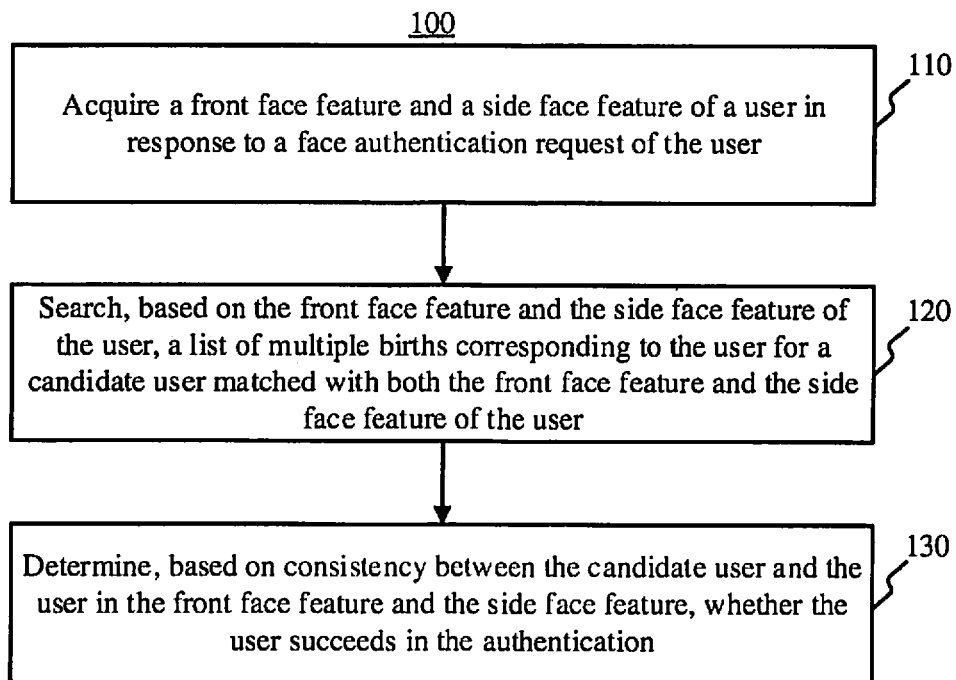 100
110
Acquire a front face feature and a side face feature of a user in
response to a face authentication request of the user
120
Search, based on the front face feature and the side face feature of
the user, a list of multiple births corresponding to the user for a
candidate user matched with both the front face feature and the side
face feature of the user
130
Determine, based on consistency between the candidate user and the
user in the front face feature and the side face feature, whether the
user succeeds in the authentication